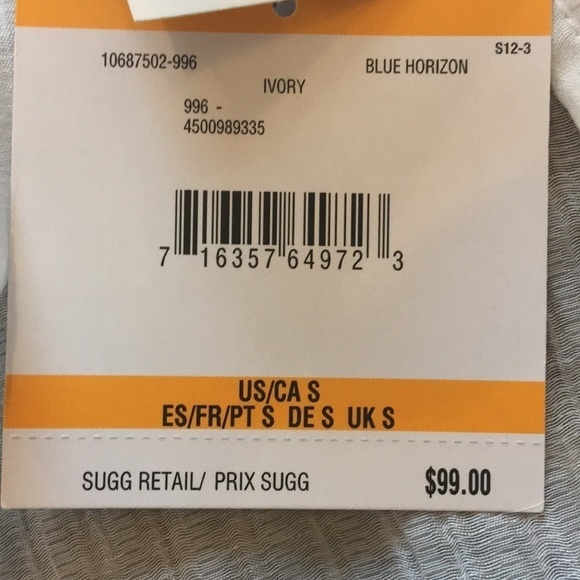 S12-3
10687502-996 BLUE HORIZON
IVORY
996 -
4500989335
7 16357 64972 3
US/CA S
ES/FR/PT S DE S UK S
SUGG RETAIL/ PRIX SUGG $99.00